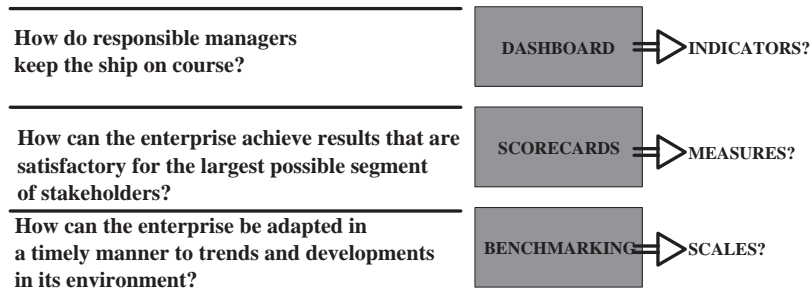 How do responsible managers
keep the ship on course?
DASHBOARD
INDICATORS?
How can the enterprise achieve results that are
satisfactory for the largest possible segment
of stakeholders?
SCORECARDS
MEASURES?
How can the enterprise be adapted in
a timely manner to trends and developments
in its environment?
BENCHMARKING
SCALES?